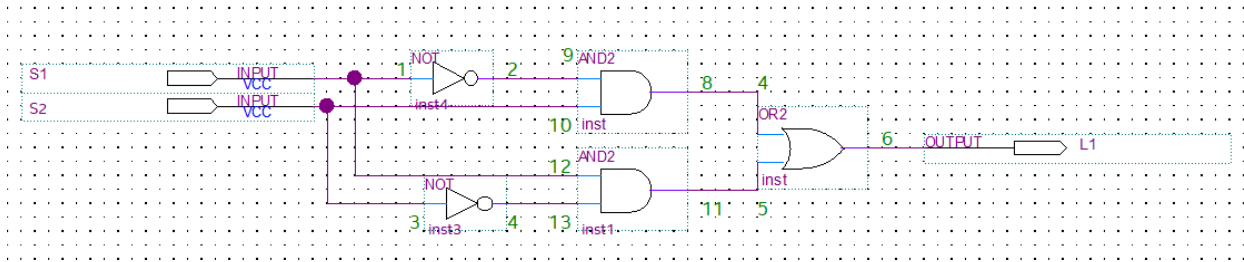 S1
INPUT
VCC
S2
INPUT
VCC
NOT
1
2
inst4
9
AND2
10
inst
8
4
OR2
inst
6
OUTPUT
L1
12
AND2
13
inst1
11
5
NOT
3
4
inst3